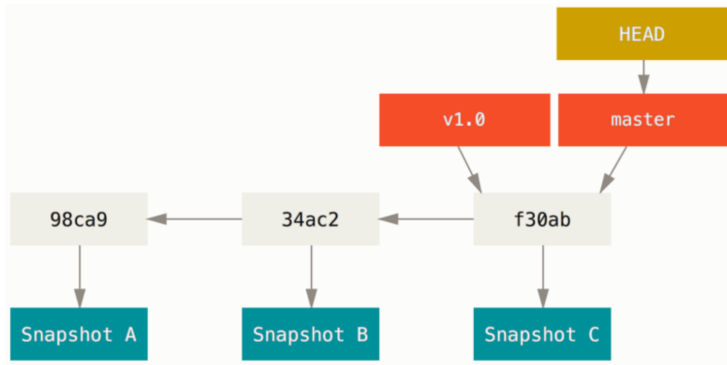 HEAD
v1.0
master
98ca9
34ac2
f30ab
Snapshot A
Snapshot B
Snapshot C